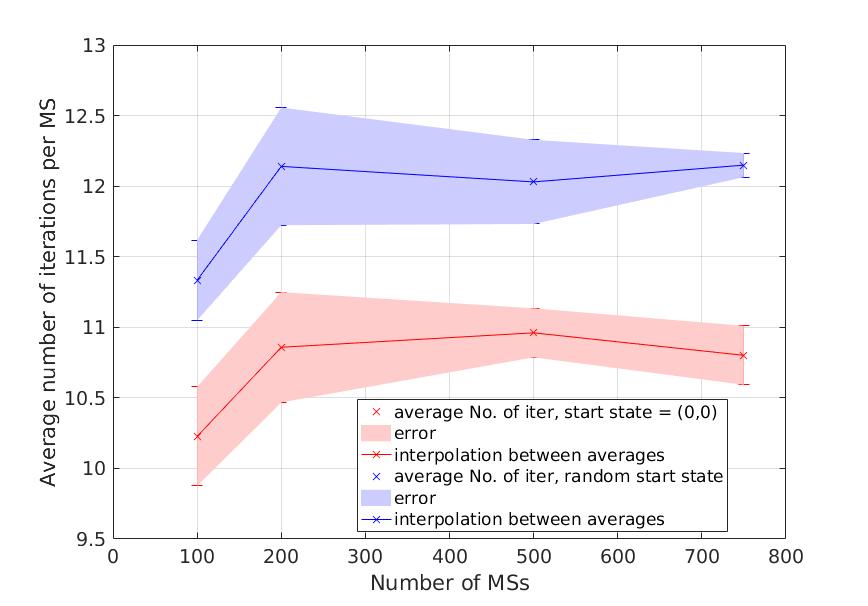 13
12.5
12
11.5
11
10.5
10
9.5
Average number of iterations per MS
average No. of iter, start state = (0,0)
error
interpolation between averages
average No. of iter, random start state
error
interpolation between averages
0 100 200 300 400 500 600 700 800
Number of MSs